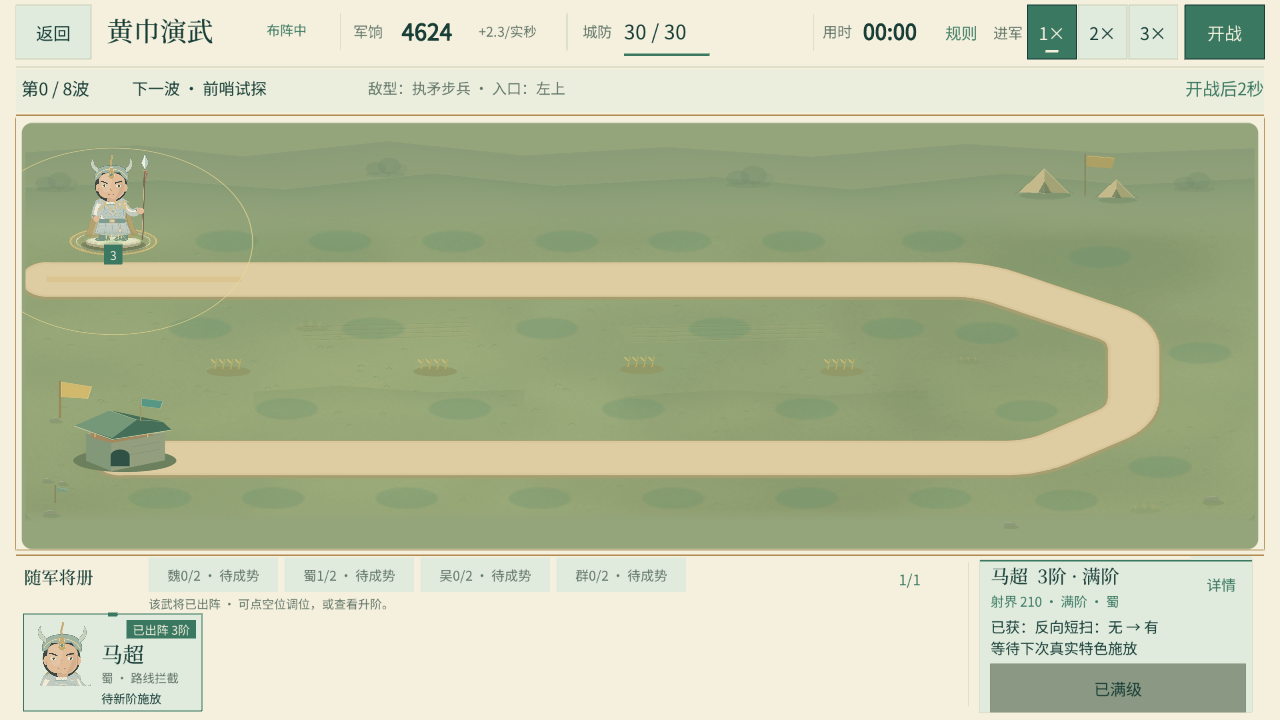 返回
黄巾演武
布阵中
军饷 4624 +2.3/实秒
城防 30 / 30
用时 00:00
规则
进军 1× 2× 3×
开战
第0 / 8波
下一波 · 前哨试探
敌型：执矛步兵 · 入口：左上
开战后2秒
3
随军将册
魏0/2 · 待成势
蜀1/2 · 待成势
吴0/2 · 待成势
群0/2 · 待成势
1/1
该武将已出阵 · 可点空位调位，或查看升阶。
已出阵 3阶
马超
蜀 · 路线拦截
待新阶施放
马超 3阶·满阶
详情
射界 210 · 满阶 · 蜀
已获：反向短扫：无→有
等待下次真实特色施放
已满级